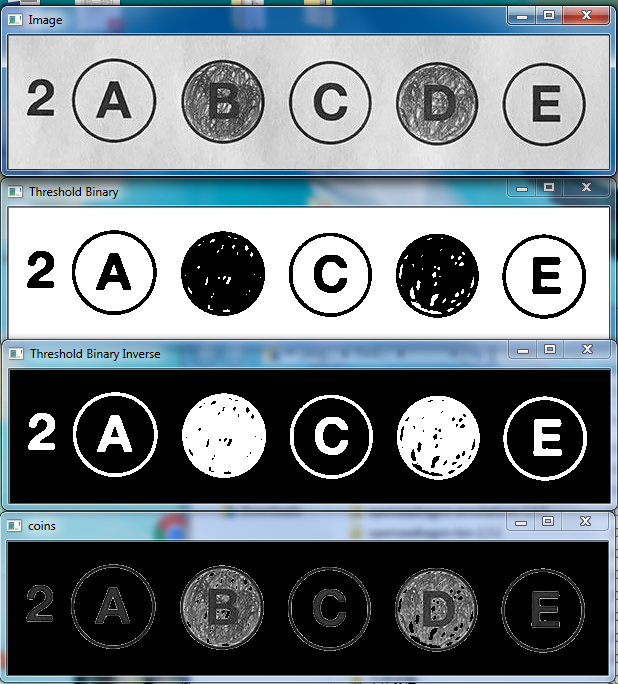 Image
2 A B C D E
Threshold Binary
2 A C E
Threshold Binary Inverse
2 A C E
coins
2 A B C D E